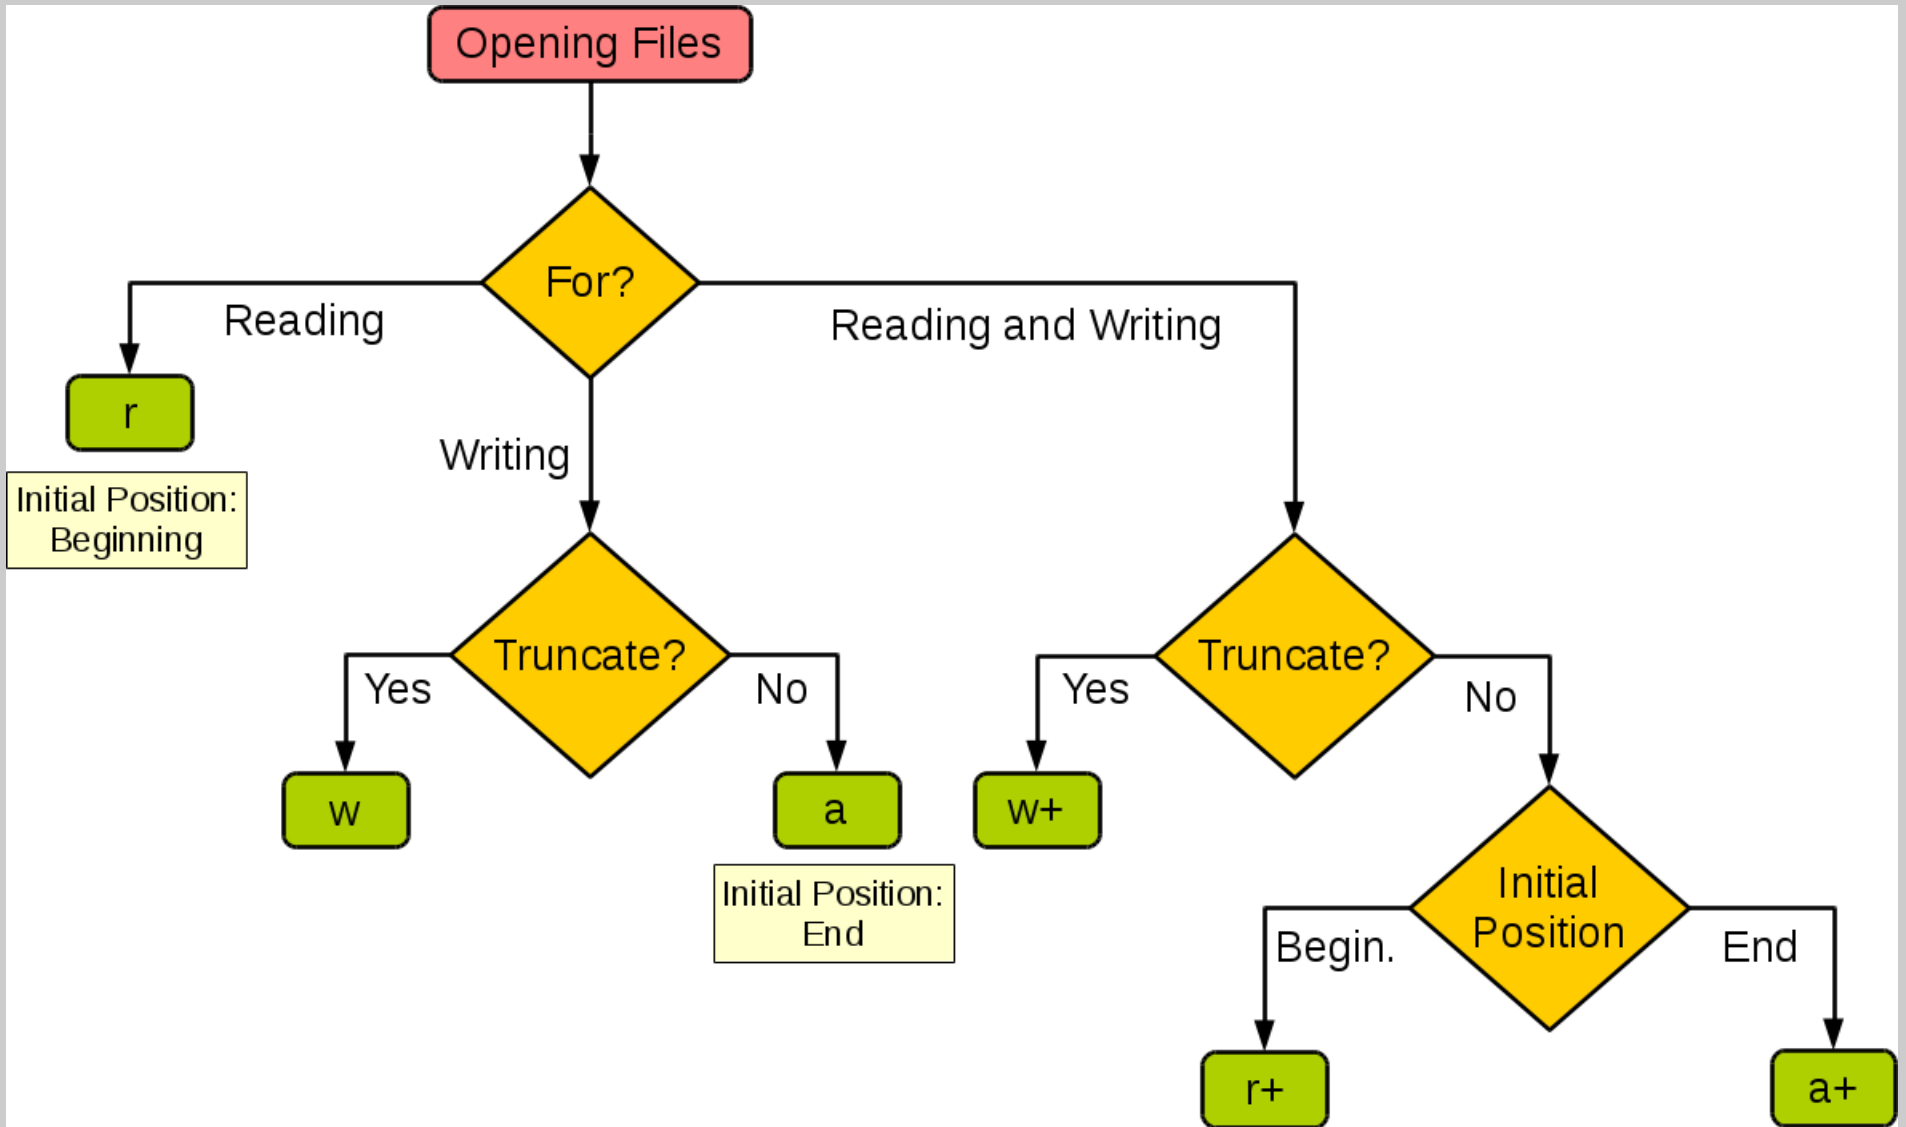 Opening Files
For?
Reading
Reading and Writing
r
Writing
Initial Position:
Beginning
Truncate?
Yes
No
w
a
Initial Position:
End
Truncate?
Yes
No
w+
Initial
Position
Begin.
End
r+
a+